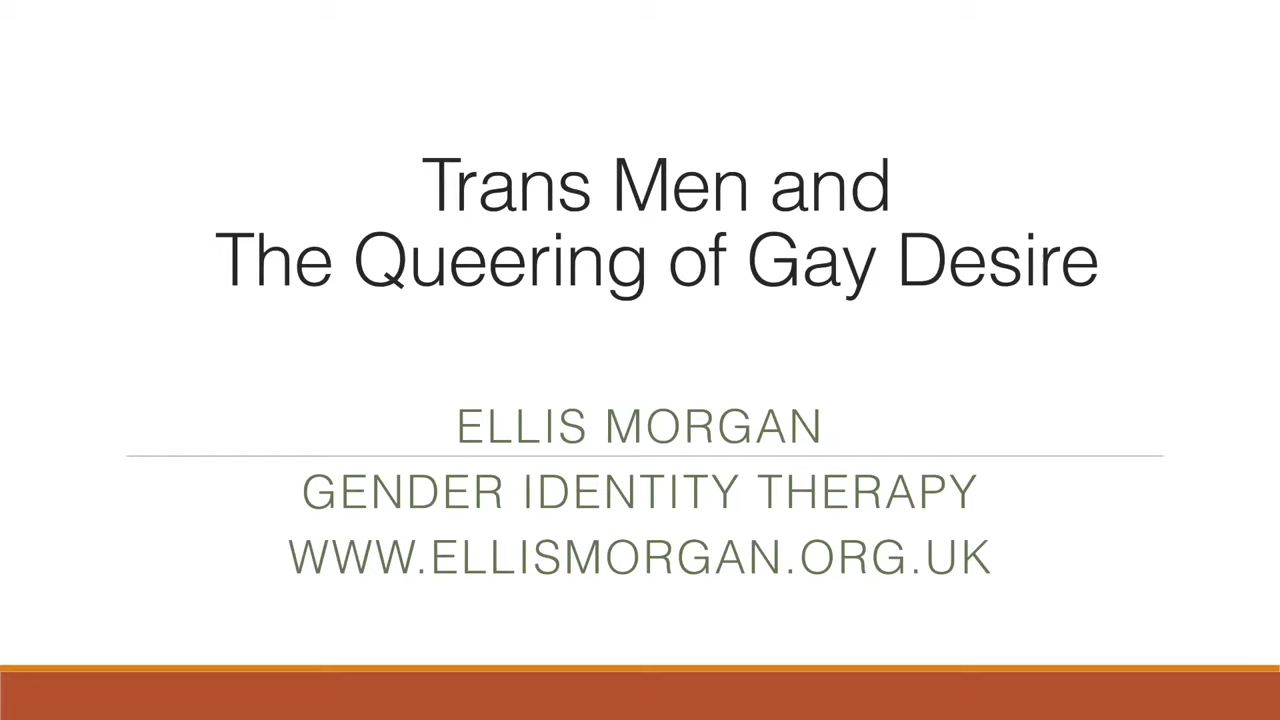 Trans Men and
The Queering of Gay Desire
ELLIS MORGAN
GENDER IDENTITY THERAPY
WWW.ELLISMORGAN.ORG.UK